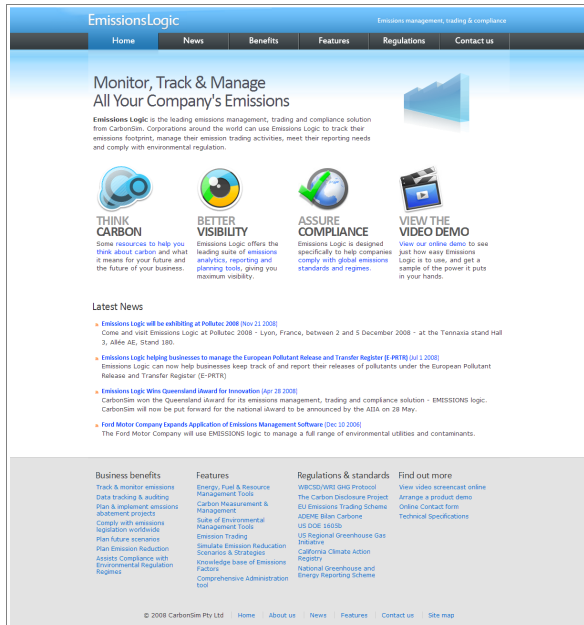 EmissionsLogic
Emissions management, trading & compliance
Home News Benefits Features Regulations Contact us
Monitor, Track & Manage
All Your Company's Emissions
Emissions Logic is the leading emissions management, trading and compliance solution
from CarbonSim. Corporations around the world can use Emissions Logic to track their
emissions footprint, manage their emission trading activities, meet their reporting needs
and comply with environmental regulation.
THINK
CARBON
Some resources to help you
think about carbon and what
it means for your future and
the future of your business.
BETTER
VISIBILITY
Emissions Logic offers the
leading suite of emissions
analytics, reporting and
planning tools, giving you
maximum visibility.
ASSURE
COMPLIANCE
Emissions Logic is designed
specifically to help companies
comply with global emissions
standards and regimes.
VIEW THE
VIDEO DEMO
View our online demo to see
just how easy Emissions
Logic is to use, and get a
sample of the power it puts
in your hands.
Latest News
Emissions Logic will be exhibiting at Pollutec 2008 (Nov 21 2008)
Come and visit Emissions Logic at Pollutec 2008 - Lyon, France, between 2 and 5 December 2008 - at the Tennaxia stand Hall
3, Allée AE, Stand 180.
Emissions Logic helping businesses to manage the European Pollutant Release and Transfer Register (E-PRTR) (Jul 1 2008)
Emissions Logic can now help businesses keep track of and report their releases of pollutants under the European Pollutant
Release and Transfer Register (E-PRTR)
Emissions Logic Wins Queensland iAward for Innovation (Apr 28 2008)
CarbonSim won the Queensland iAward for its emissions management, trading and compliance solution - EMISSIONS logic.
CarbonSim will now be put forward for the national iAward to be announced by the AIIA on 28 May.
Ford Motor Company Expands Application of Emissions Management Software (Dec 10 2006)
The Ford Motor Company will use EMISSIONS logic to manage a full range of environmental utilities and contaminants.
Business benefits
Track & monitor emissions
Data tracking & auditing
Plan & implement emssions
abatement projects
Comply with emissions
legislation worldwide
Plan future scenarios
Plan Emission Reduction
Assists Compliance with
Environmental Regulation
Regimes
Features
Energy, Fuel & Resource
Management Tools
Carbon Measurement &
Management
Suite of Environmental
Management Tools
Emission Trading
Simulate Emission Reducation
Scenarios & Strategies
Knowledge base of Emissions
Factors
Comprehensive Administration
tool
Regulations & standards
WBCSD/WRI GHG Protocol
The Carbon Disclosure Project
EU Emissions Trading Scheme
ADEME Bilan Carbone
US DOE 1605b
US Regional Greenhouse Gas
Initiative
California Climate Action
Registry
National Greenhouse and
Energy Reporting Scheme
Find out more
View video screencast online
Arrange a product demo
Online Contact form
Technical Specifications
© 2008 CarbonSim Pty Ltd Home About us News Features Contact us Site map